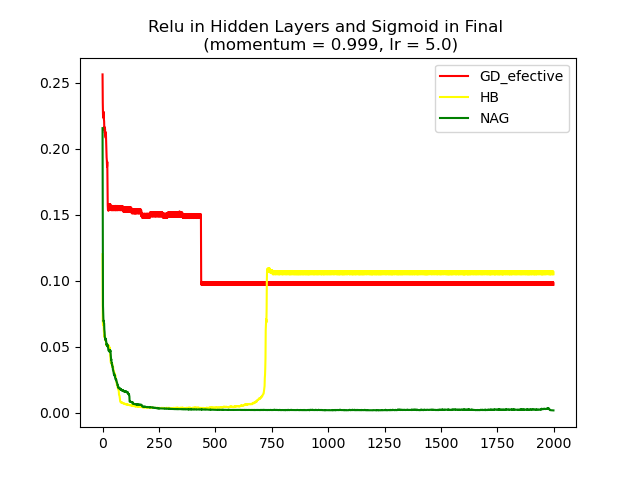 Relu in Hidden Layers and Sigmoid in Final
(momentum = 0.999, lr = 5.0)
GD_efective
HB
NAG
0.25
0.20
0.15
0.10
0.05
0.00
0 250 500 750 1000 1250 1500 1750 2000